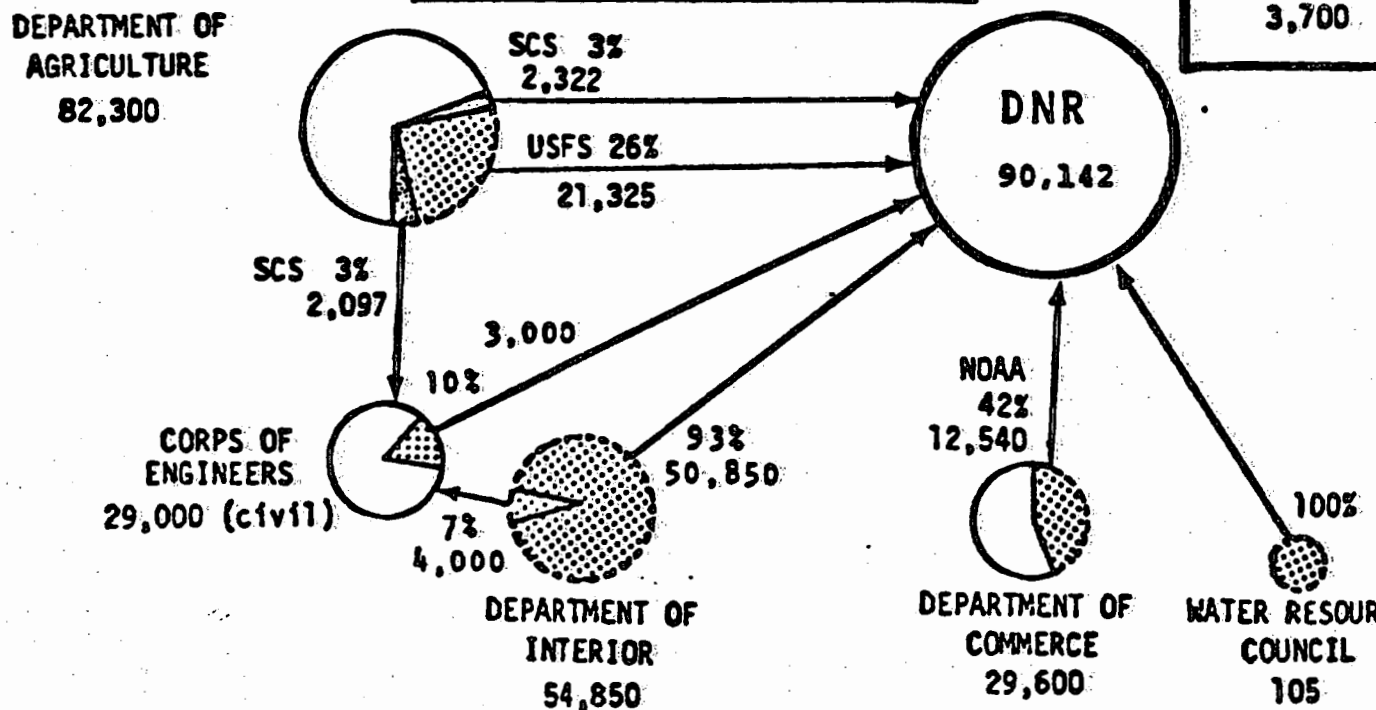 DEPARTMENT OF
AGRICULTURE
82,300
SCS 3%
2,322
USFS 26%
21,325
DNR
90,142
3,700
SCS 3%
2,097
3,000
10%
CORPS OF
ENGINEERS
29,000 (civil)
7%
4,000
93%
50,850
DEPARTMENT OF
INTERIOR
54,850
NOAA
42%
12,540
DEPARTMENT OF
COMMERCE
29,600
100%
WATER RESOUR
COUNCIL
105